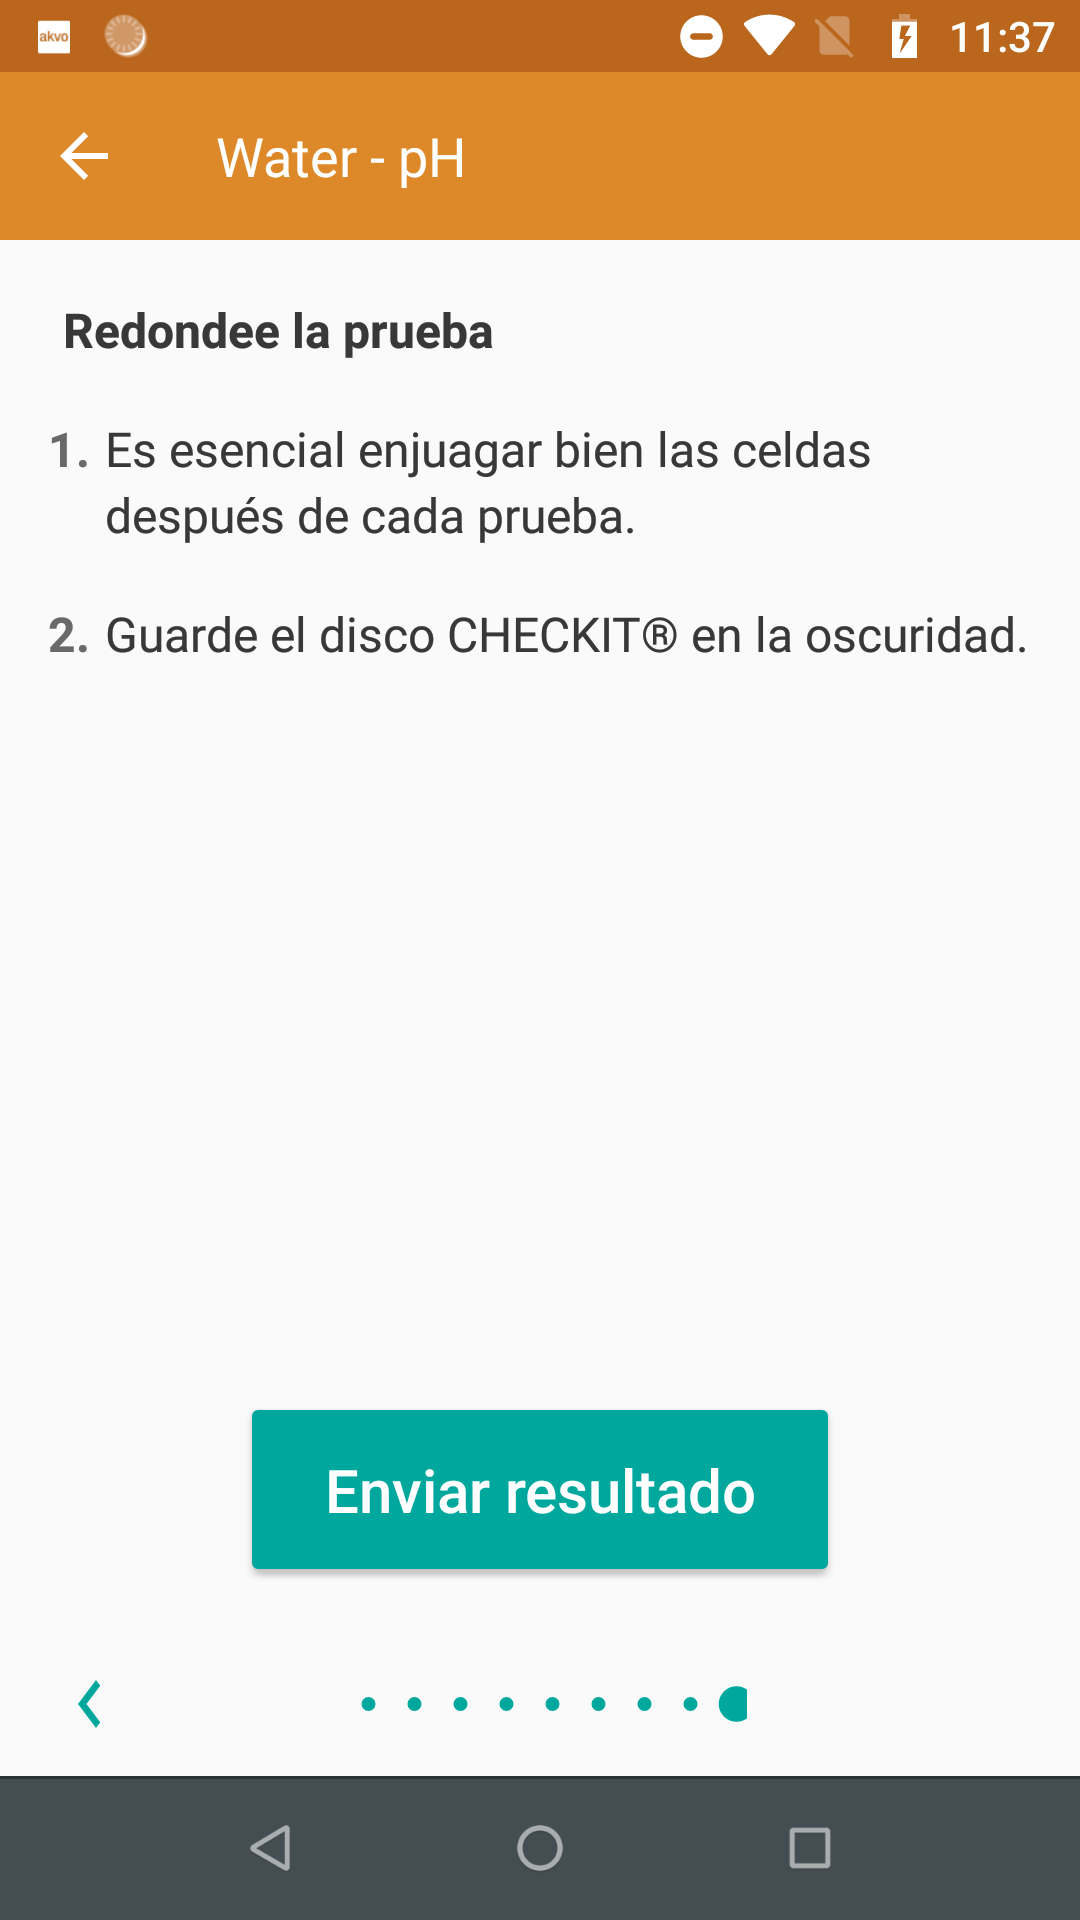 akvo
11:37
Water - pH
Redondee la prueba
1. Es esencial enjuagar bien las celdas
después de cada prueba.
2. Guarde el disco CHECKIT® en la oscuridad.
Enviar resultado